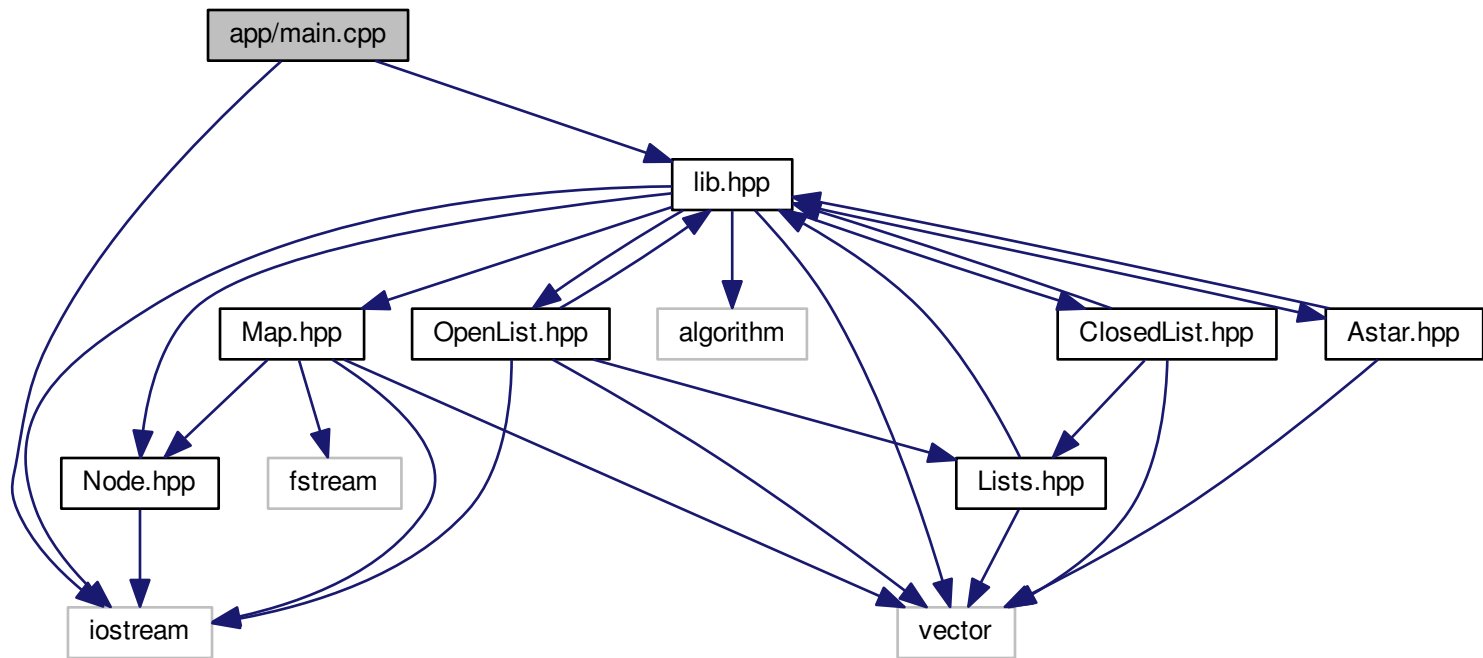 app/main.cpp
lib.hpp
Map.hpp
OpenList.hpp
algorithm
ClosedList.hpp
Astar.hpp
Node.hpp
fstream
Lists.hpp
iostream
vector